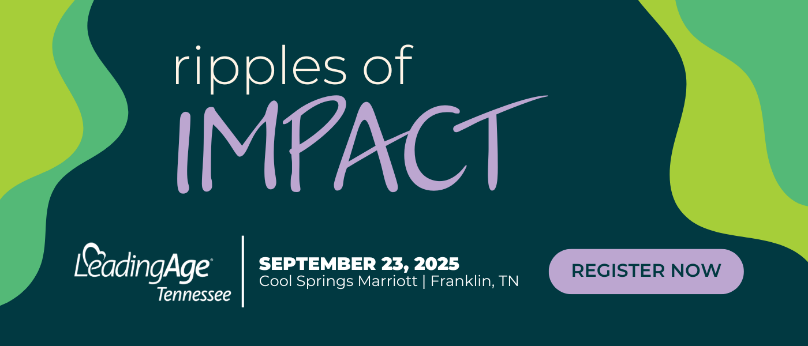 ripples of
IMPACT
LeadingAge®
Tennessee
SEPTEMBER 23, 2025
Cool Springs Marriott | Franklin, TN
REGISTER NOW